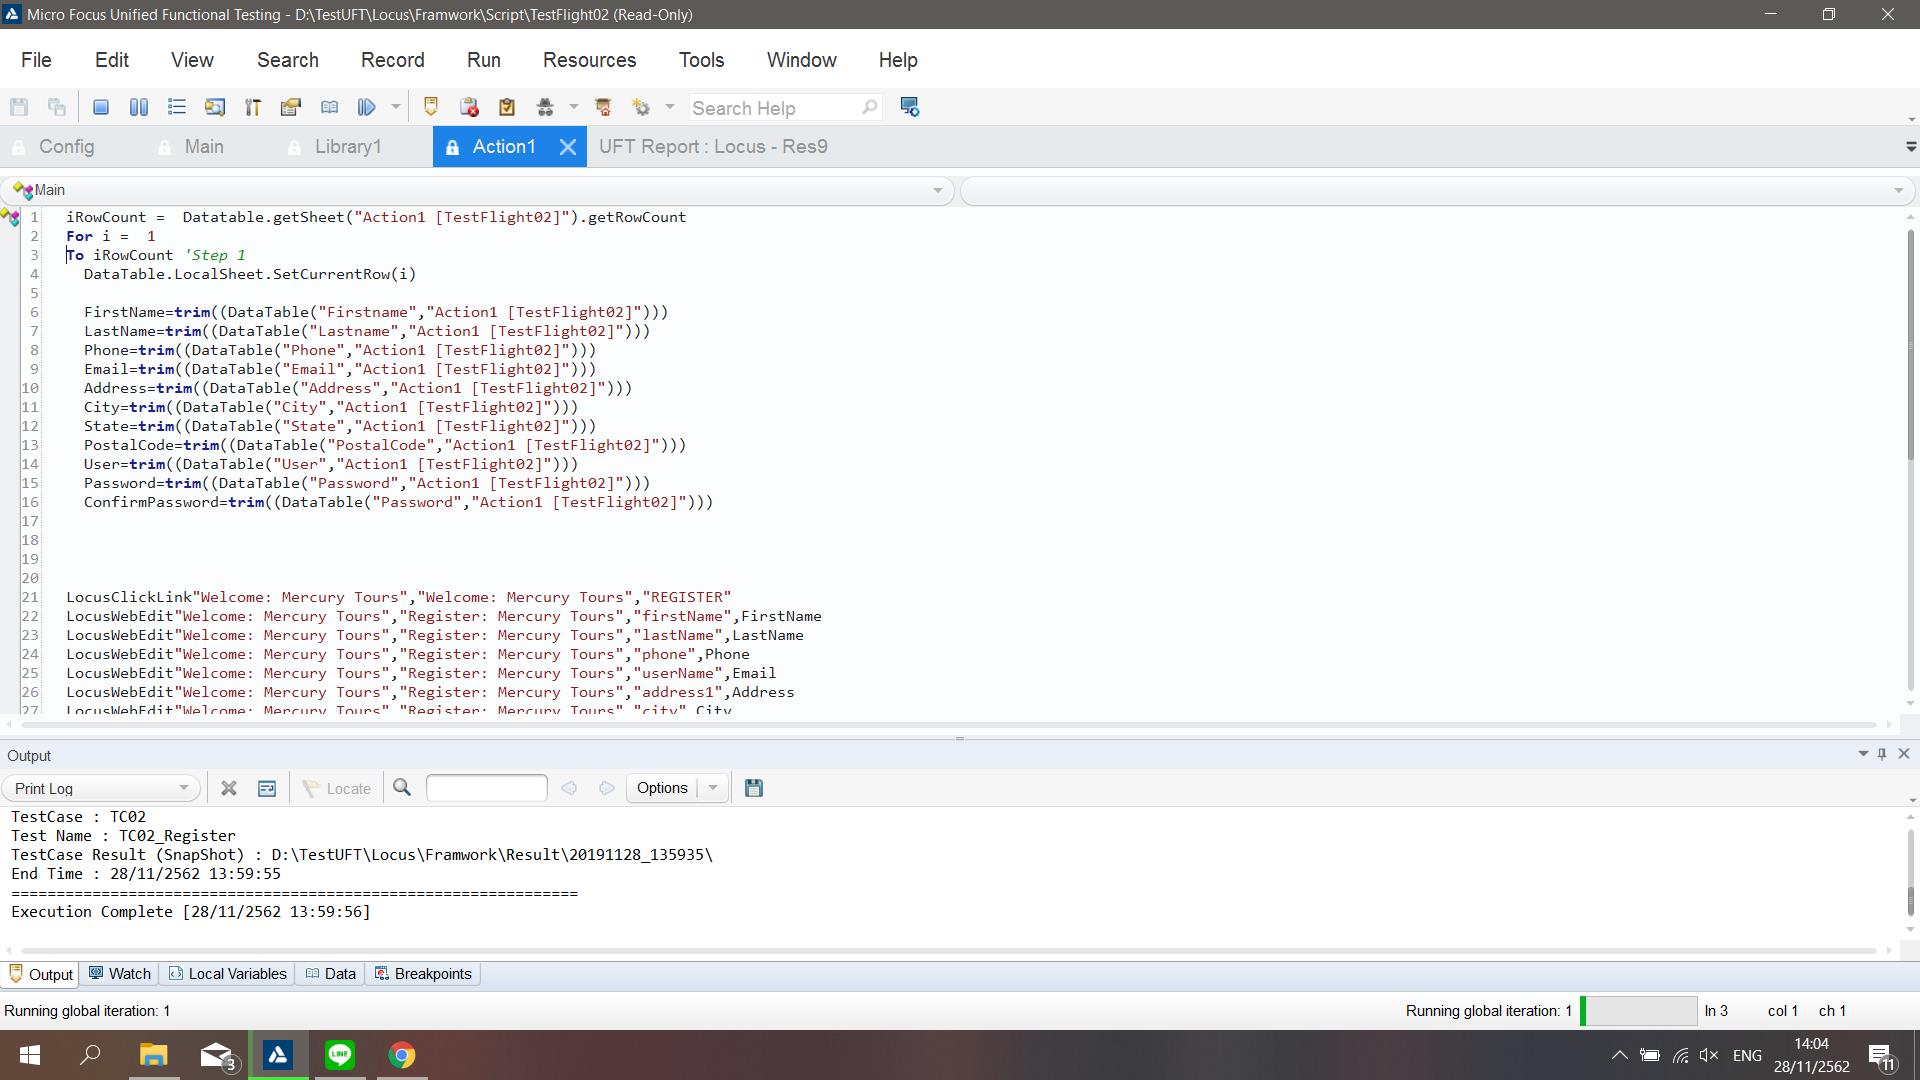 Micro Focus Unified Functional Testing - D:\TestUFT\Locus\Framwork\Script\TestFlight02 (Read-Only)
File Edit View Search Record Run Resources Tools Window Help
Search Help
Config Main Library1 Action1 UFT Report : Locus - Res9
Main
1 iRowCount =  Datatable.getSheet("Action1 [TestFlight02]").getRowCount
2 For i =  1
3 To iRowCount 'Step 1
4   DataTable.LocalSheet.SetCurrentRow(i)
5
6   FirstName=trim((DataTable("Firstname","Action1 [TestFlight02]")))
7   LastName=trim((DataTable("Lastname","Action1 [TestFlight02]")))
8   Phone=trim((DataTable("Phone","Action1 [TestFlight02]")))
9   Email=trim((DataTable("Email","Action1 [TestFlight02]")))
10   Address=trim((DataTable("Address","Action1 [TestFlight02]")))
11   City=trim((DataTable("City","Action1 [TestFlight02]")))
12   State=trim((DataTable("State","Action1 [TestFlight02]")))
13   PostalCode=trim((DataTable("PostalCode","Action1 [TestFlight02]")))
14   User=trim((DataTable("User","Action1 [TestFlight02]")))
15   Password=trim((DataTable("Password","Action1 [TestFlight02]")))
16   ConfirmPassword=trim((DataTable("Password","Action1 [TestFlight02]")))
17
18
19
20
21 LocusClickLink"Welcome: Mercury Tours","Welcome: Mercury Tours","REGISTER"
22 LocusWebEdit"Welcome: Mercury Tours","Register: Mercury Tours","firstName",FirstName
23 LocusWebEdit"Welcome: Mercury Tours","Register: Mercury Tours","lastName",LastName
24 LocusWebEdit"Welcome: Mercury Tours","Register: Mercury Tours","phone",Phone
25 LocusWebEdit"Welcome: Mercury Tours","Register: Mercury Tours","userName",Email
26 LocusWebEdit"Welcome: Mercury Tours","Register: Mercury Tours","address1",Address
27 LocusWebEdit"Welcome: Mercury Tours","Register: Mercury Tours","city",City
Output
Print Log Locate Options
TestCase : TC02
Test Name : TC02_Register
TestCase Result (SnapShot) : D:\TestUFT\Locus\Framwork\Result\20191128_135935\
End Time : 28/11/2562 13:59:55
===============================================================
Execution Complete [28/11/2562 13:59:56]
Output Watch Local Variables Data Breakpoints
Running global iteration: 1 Running global iteration: 1 ln 3 col 1 ch 1
3 LINE ENG 14:04
28/11/2562 11